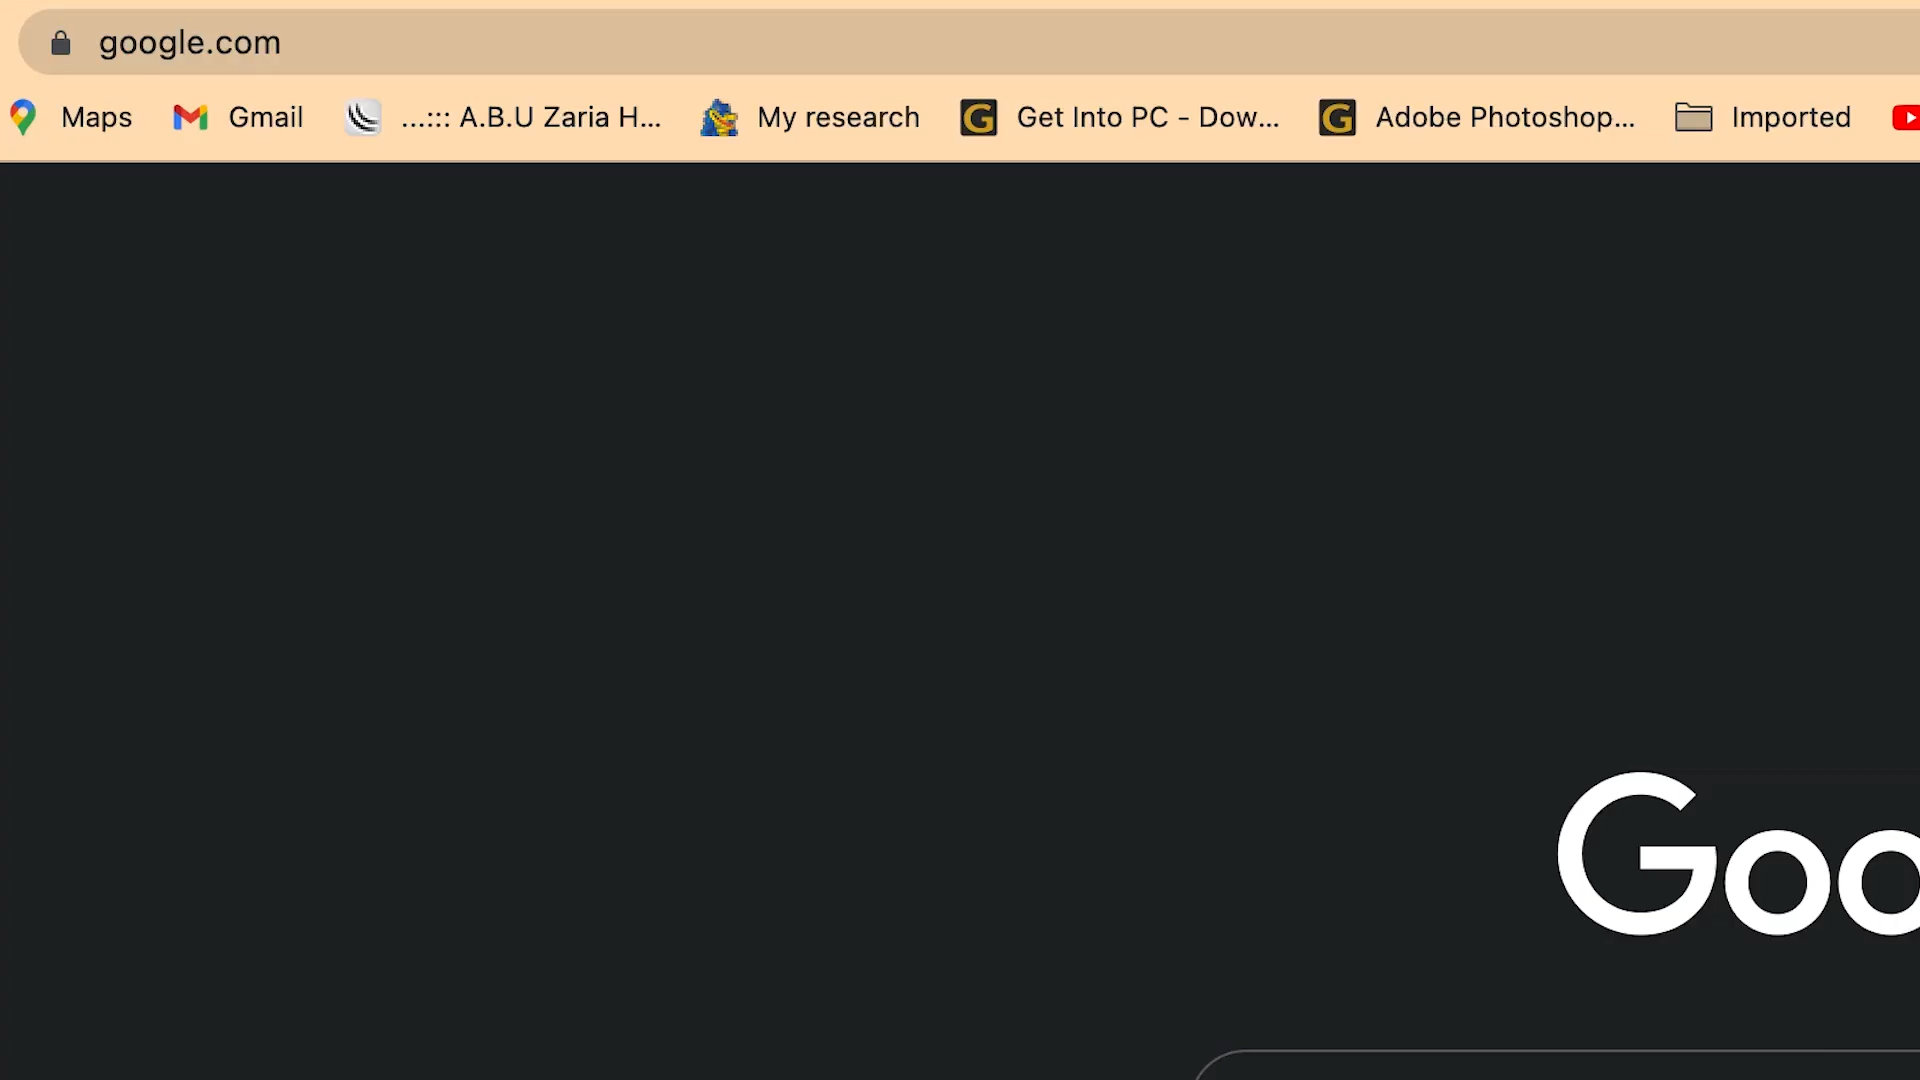 google.com
Maps Gmail ...::: A.B.U Zaria H... My research Get Into PC - Dow... Adobe Photoshop... Imported
Goo